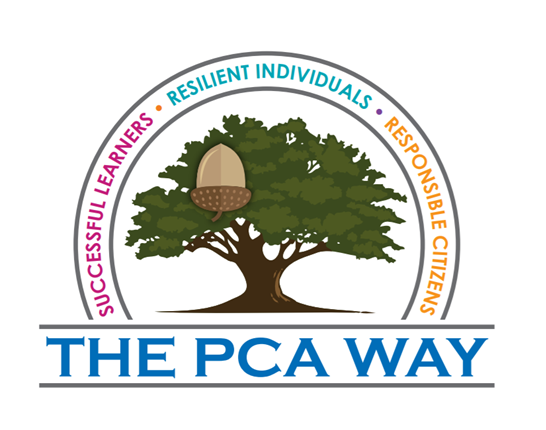 SUCCESSFUL LEARNERS • RESILIENT INDIVIDUALS • RESPONSIBLE CITIZENS
THE PCA WAY